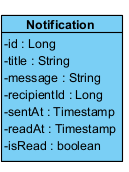 Notification
-id : Long
-title : String
-message : String
-recipientId : Long
-sentAt : Timestamp
-readAt : Timestamp
-isRead : boolean